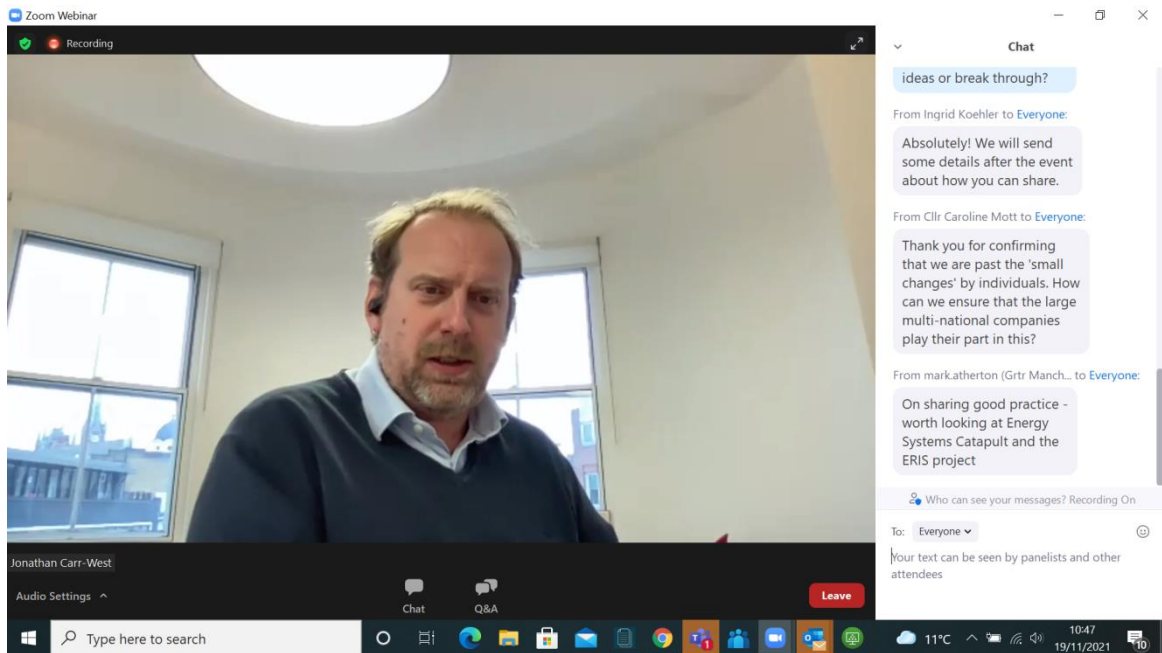 Zoom Webinar
Recording
Chat
ideas or break through?
From Ingrid Koehler to Everyone:
Absolutely! We will send
some details after the event
about how you can share.
From Cllr Caroline Mott to Everyone:
Thank you for confirming
that we are past the 'small
changes' by individuals. How
can we ensure that the large
multi-national companies
play their part in this?
From mark.atherton (Grtr Manch... to Everyone:
On sharing good practice -
worth looking at Energy
Systems Catapult and the
ERIS project
Who can see your messages? Recording On
To: Everyone
Your text can be seen by panelists and other
attendees
Jonathan Carr-West
Audio Settings
Chat
Q&A
Leave
Type here to search
11°C
10:47
19/11/2021
10